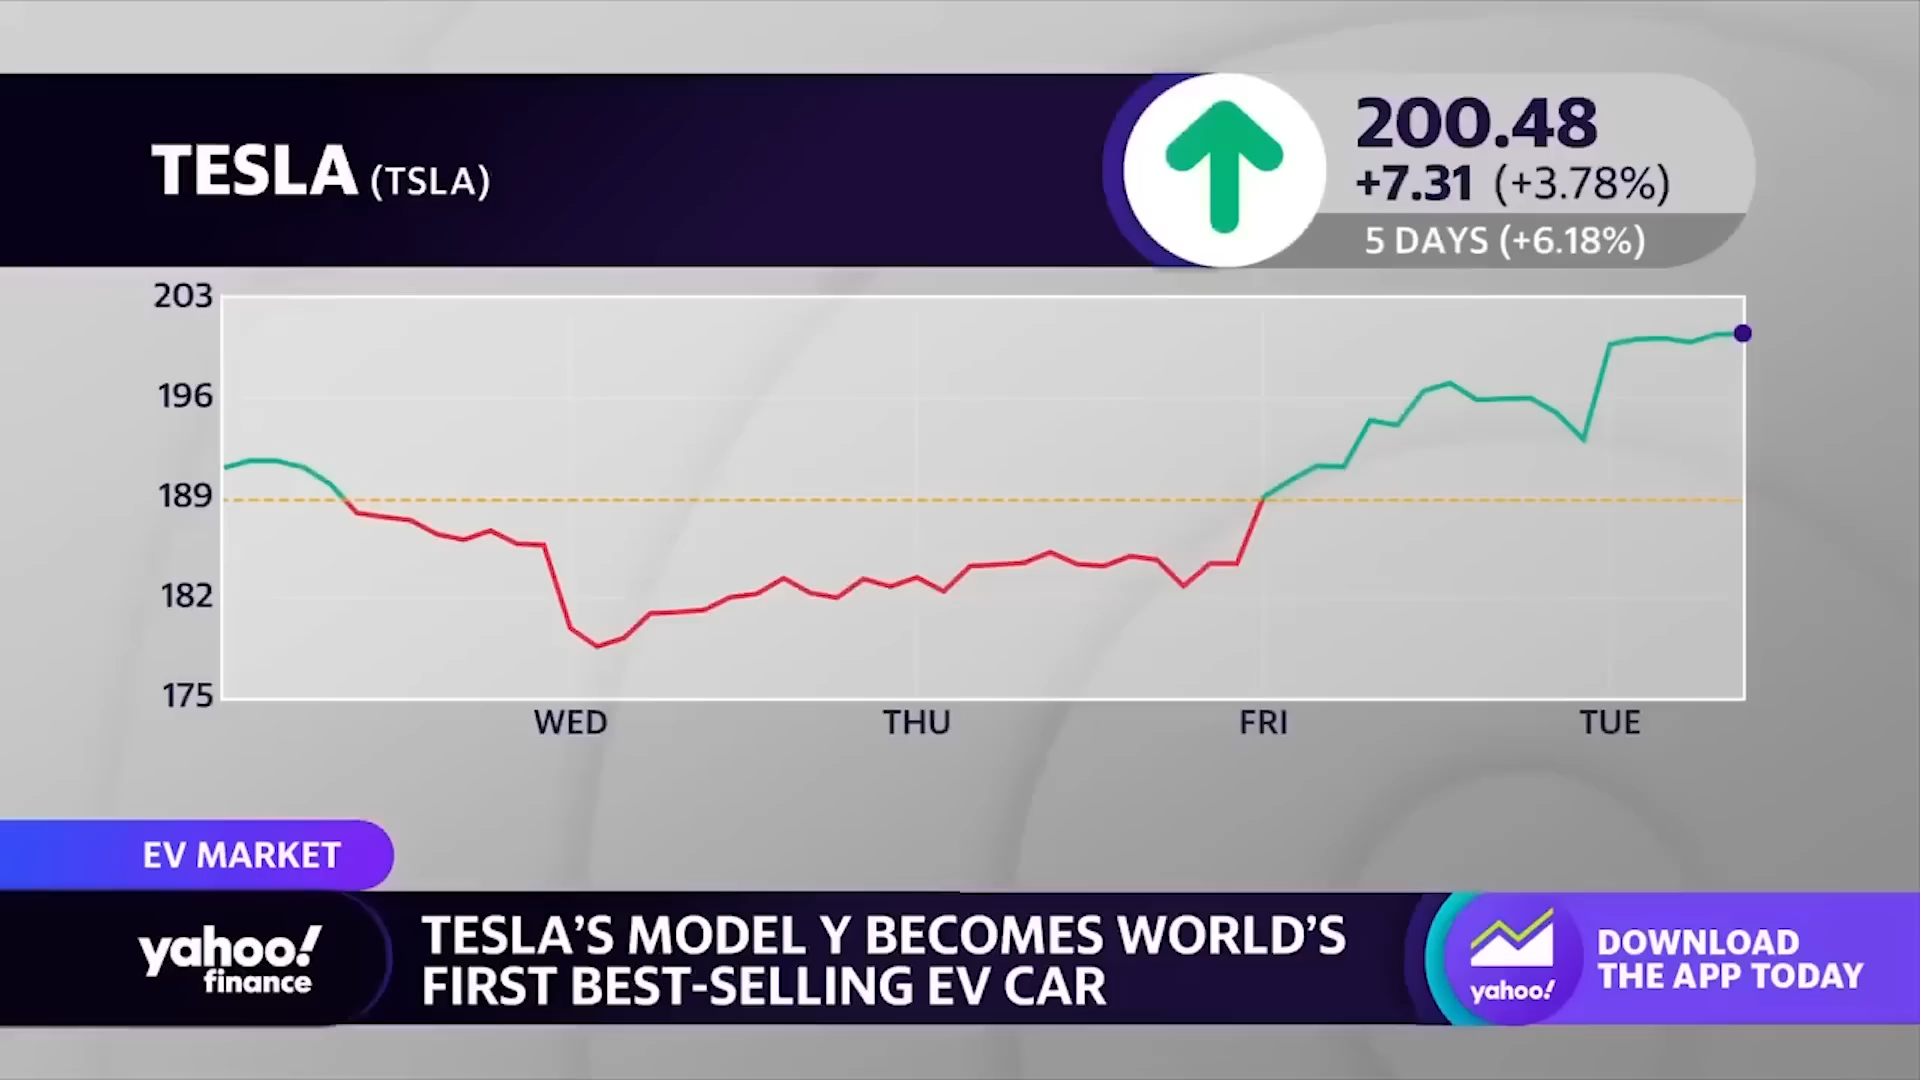 TESLA (TSLA)
200.48
+7.31 (+3.78%)
5 DAYS (+6.18%)
203
196
189
182
175
WED THU FRI TUE
EV MARKET
yahoo!
finance
TESLA’S MODEL Y BECOMES WORLD’S
FIRST BEST-SELLING EV CAR
yahoo!
DOWNLOAD
THE APP TODAY